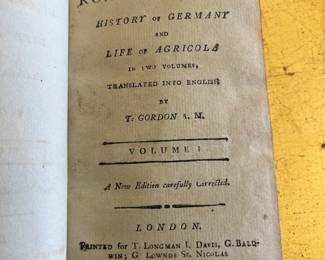 HISTORY OF GERMANY
AND
LIFE OF AGRICOLA
IN TWO VOLUMES,
TRANSLATED INTO ENGLISH
BY
T: GORDON A. M.
VOLUME I
A New Edition carefully Corrected.
LONDON.
PRINTED for T. LONGMAN I. DAVIS, G. BALD-
WIN; G. LOWNDS ST. NICOLAS